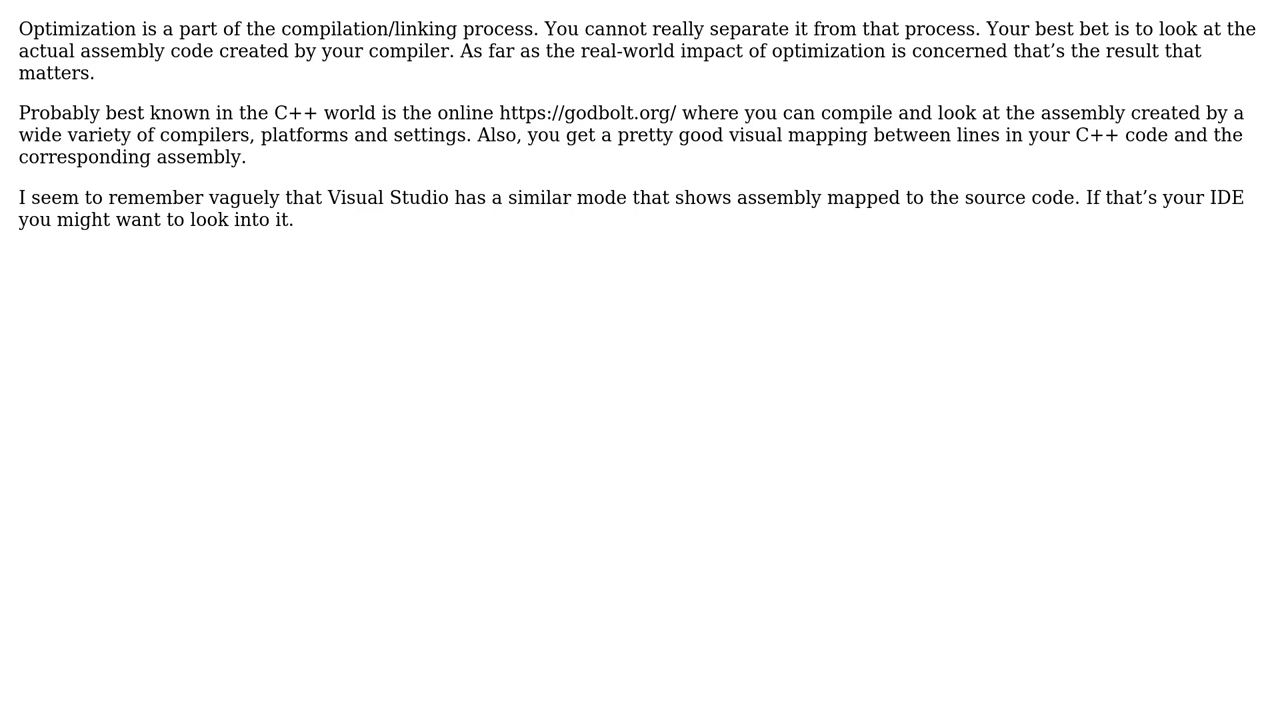 Optimization is a part of the compilation/linking process. You cannot really separate it from that process. Your best bet is to look at the
actual assembly code created by your compiler. As far as the real-world impact of optimization is concerned that’s the result that
matters.
Probably best known in the C++ world is the online https://godbolt.org/ where you can compile and look at the assembly created by a
wide variety of compilers, platforms and settings. Also, you get a pretty good visual mapping between lines in your C++ code and the
corresponding assembly.
I seem to remember vaguely that Visual Studio has a similar mode that shows assembly mapped to the source code. If that’s your IDE
you might want to look into it.